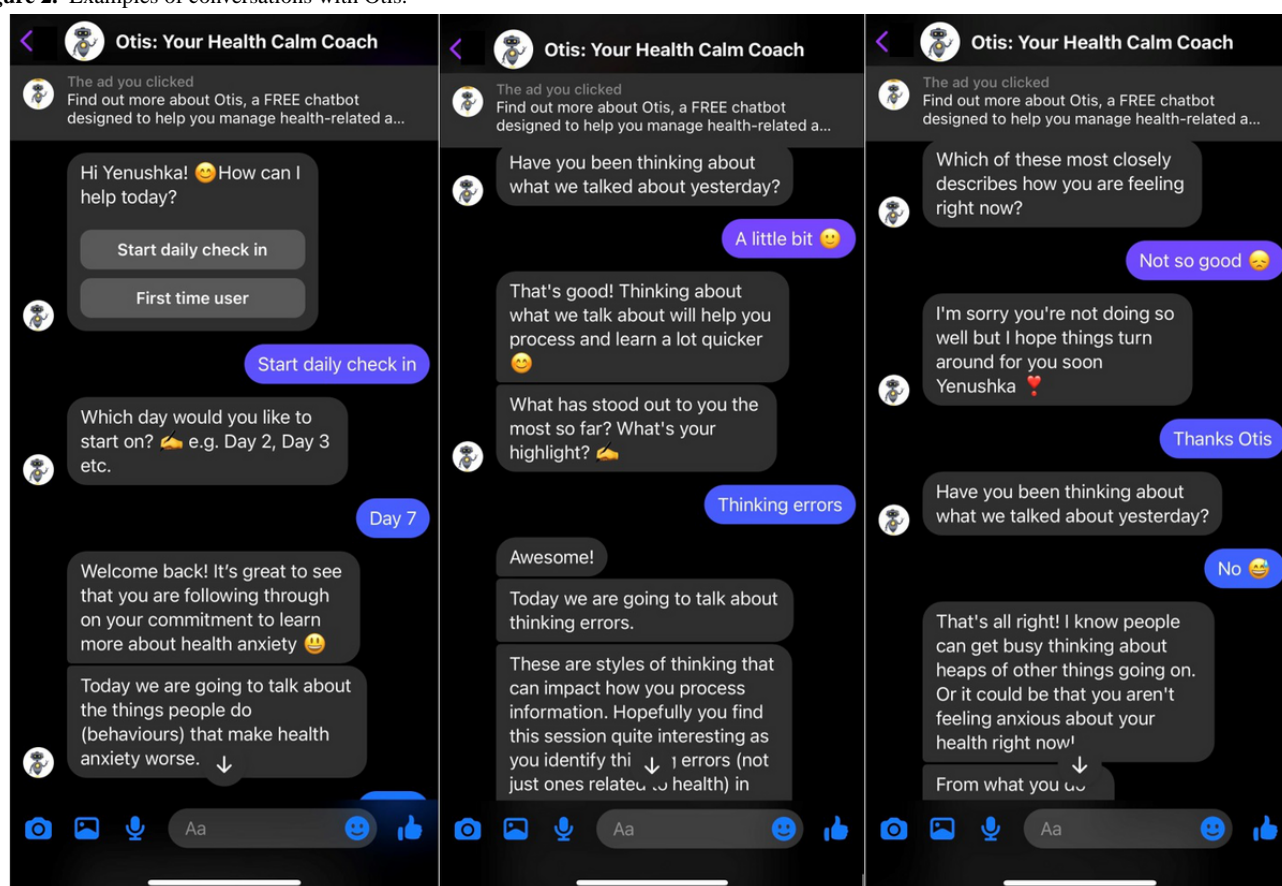 gure 2. Examples of conversations with Otis.
Otis: Your Health Calm Coach
The ad you clicked
Find out more about Otis, a FREE chatbot
designed to help you manage health-related a...
Hi Yenushka! 😊How can I
help today?
Start daily check in
First time user
Start daily check in
Which day would you like to
start on? ✍️ e.g. Day 2, Day 3
etc.
Day 7
Welcome back! It's great to see
that you are following through
on your commitment to learn
more about health anxiety 😃
Today we are going to talk about
the things people do
(behaviours) that make health
anxiety worse.
Aa
Otis: Your Health Calm Coach
The ad you clicked
Find out more about Otis, a FREE chatbot
designed to help you manage health-related a...
Have you been thinking about
what we talked about yesterday?
A little bit 🙂
That's good! Thinking about
what we talk about will help you
process and learn a lot quicker
😊
What has stood out to you the
most so far? What's your
highlight? ✍️
Thinking errors
Awesome!
Today we are going to talk about
thinking errors.
These are styles of thinking that
can impact how you process
information. Hopefully you find
this session quite interesting as
you identify errors (not
just ones health) in
Aa
Otis: Your Health Calm Coach
The ad you clicked
Find out more about Otis, a FREE chatbot
designed to help you manage health-related a...
Which of these most closely
describes how you are feeling
right now?
Not so good 😞
I'm sorry you're not doing so
well but I hope things turn
around for you soon
Yenushka ❣️
Thanks Otis
Have you been thinking about
what we talked about yesterday?
No 😅
That's all right! I know people
can get busy thinking about
heaps of other things going on.
Or it could be that you aren't
feeling anxious about your
health right now!
From what you
Aa